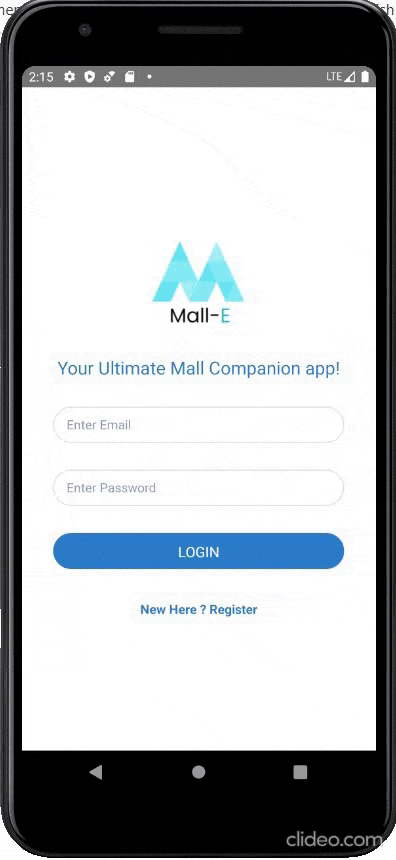 2:15
LTE
Mall-E
Your Ultimate Mall Companion app!
Enter Email
Enter Password
LOGIN
New Here ? Register
clideo.com